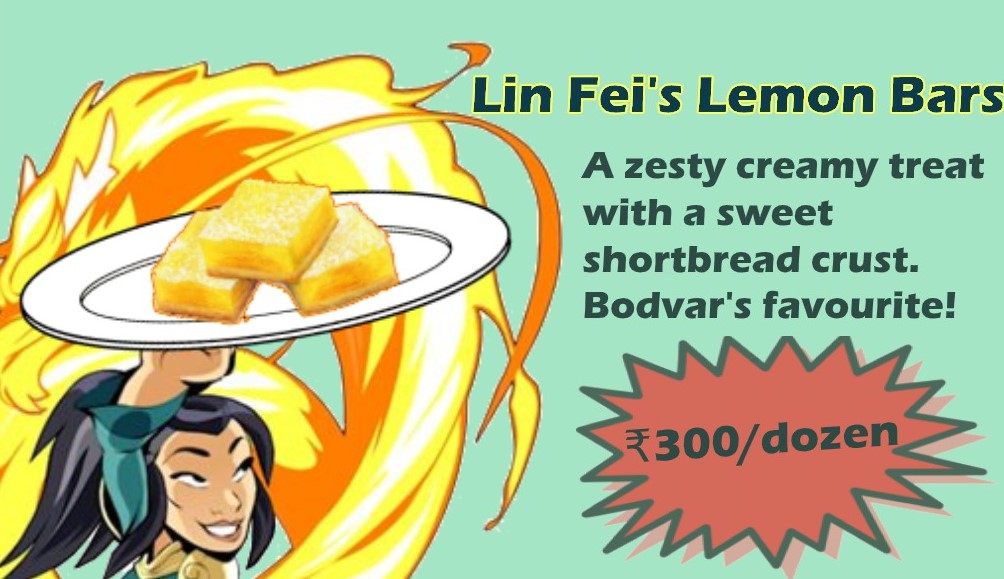 Lin Fei's Lemon Bars
A zesty creamy treat
with a sweet
shortbread crust.
Bodvar's favourite!
₹300/dozen